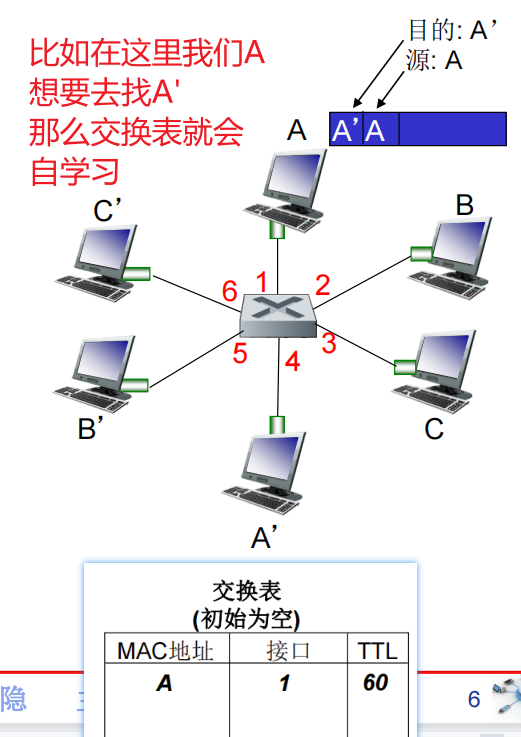 比如在这里我们A
想要去找A'
那么交换表就会
自学习
目的: A’
源: A
A’ A
A
B
C’
1
2
6
3
5
4
B’
C
A’
交换表
(初始为空)
MAC地址 接口 TTL
A 1 60
隐
6